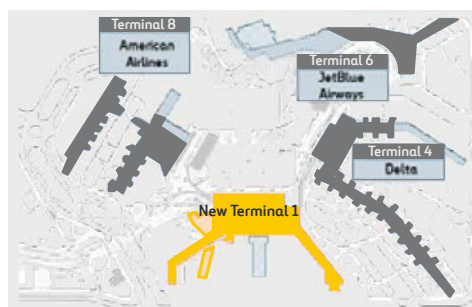 Terminal 8
American
Airlines
Terminal 6
JetBlue
Airways
Terminal 4
Delta
New Terminal 1